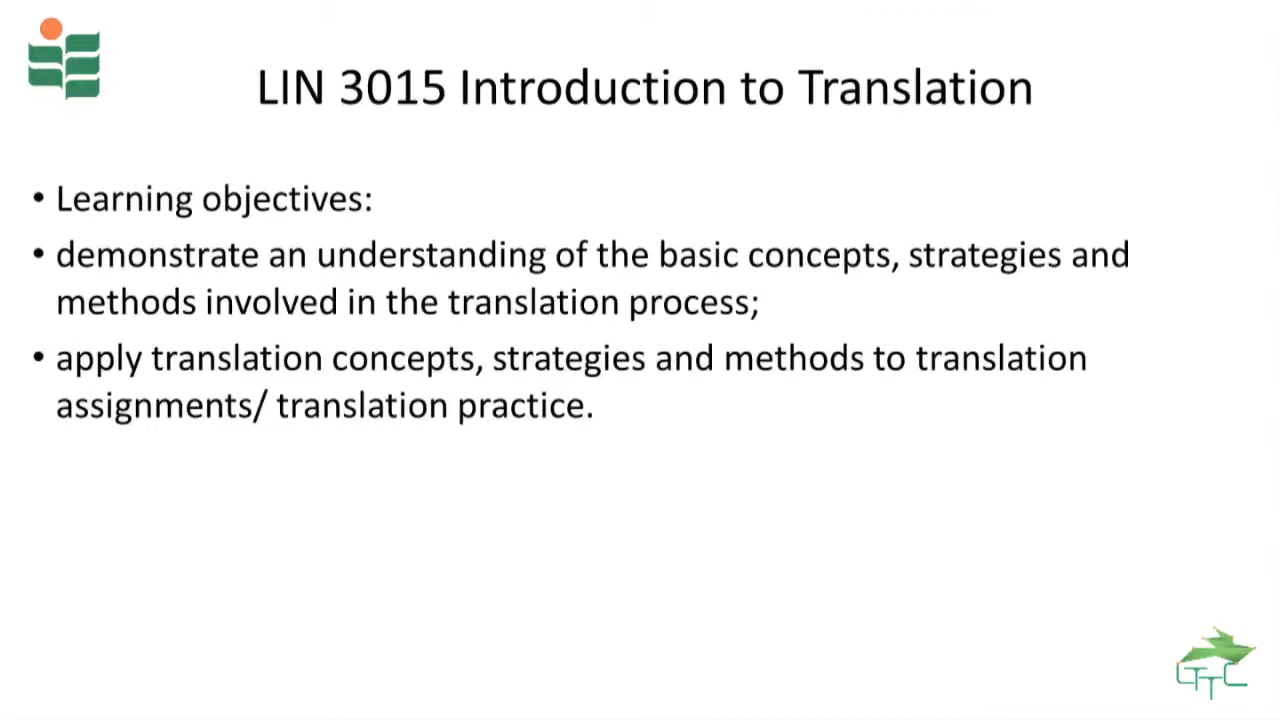 LIN 3015 Introduction to Translation
• Learning objectives:
• demonstrate an understanding of the basic concepts, strategies and
methods involved in the translation process;
• apply translation concepts, strategies and methods to translation
assignments/ translation practice.
CTTC